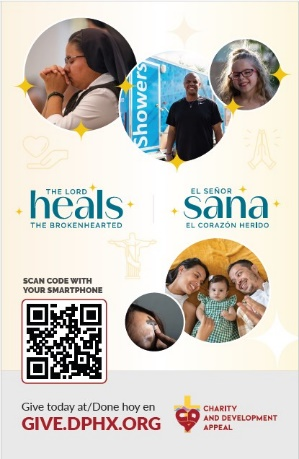 Showers
THE LORD
heals
THE BROKENHEARTED
EL SEÑOR
sana
EL CORAZÓN HERIDO
SCAN CODE WITH
YOUR SMARTPHONE
Give today at/Done hoy en
GIVE.DPHX.ORG
CHARITY
AND DEVELOPMENT
APPEAL